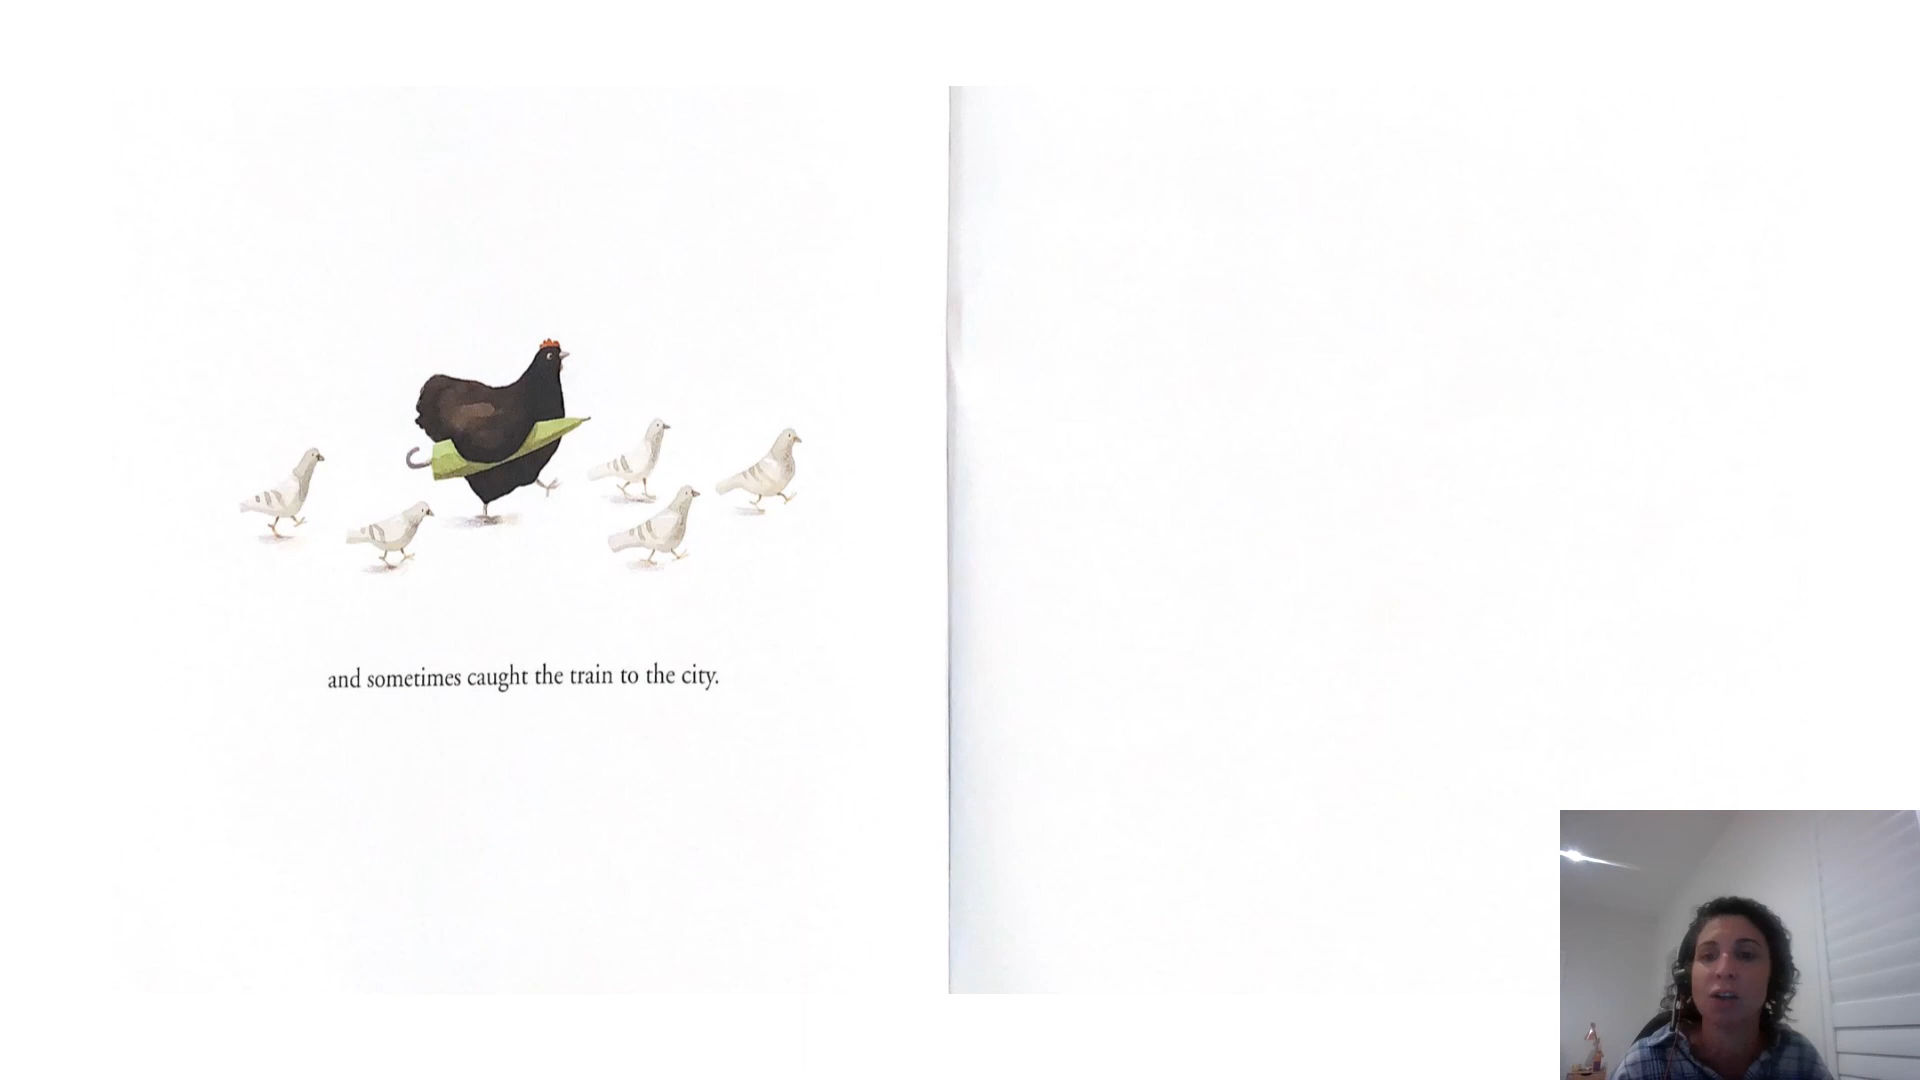 and sometimes caught the train to the city.